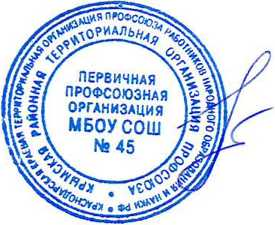 КРАСНОДАРСКАЯ КРАЕВАЯ ТЕРРИТОРИАЛЬНАЯ ОРГАНИЗАЦИЯ ПРОФСОЮЗА РАБОТНИКОВ НАРОДНОГО ОБРАЗОВАНИЯ И НАУКИ РФ
КРЫМСКАЯ РАЙОННАЯ ТЕРРИТОРИАЛЬНАЯ ОРГАНИЗАЦИЯ ПРОФСОЮЗА
ПЕРВИЧНАЯ
ПРОФСОЮЗНАЯ
ОРГАНИЗАЦИЯ
МБОУ СОШ
№ 45